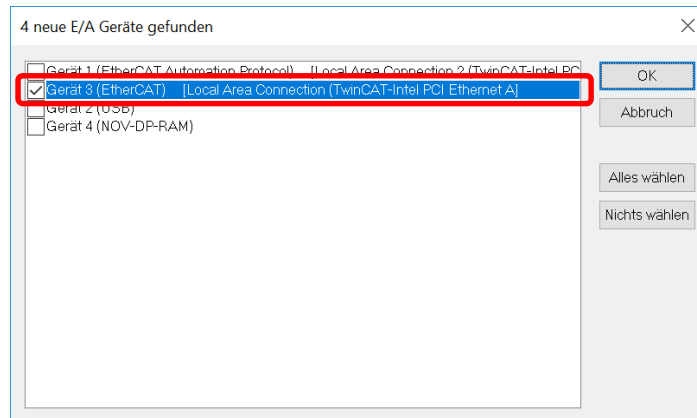 4 neue E/A Geräte gefunden
Gerät 1 (EtherCAT Automation Protocol) [Local Area Connection 2 (TwinCAT-Intel PC
Gerät 3 (EtherCAT) [Local Area Connection (TwinCAT-Intel PCI Ethernet A]
Gerät 2 (USB)
Gerät 4 (NOV-DP-RAM)
OK
Abbruch
Alles wählen
Nichts wählen